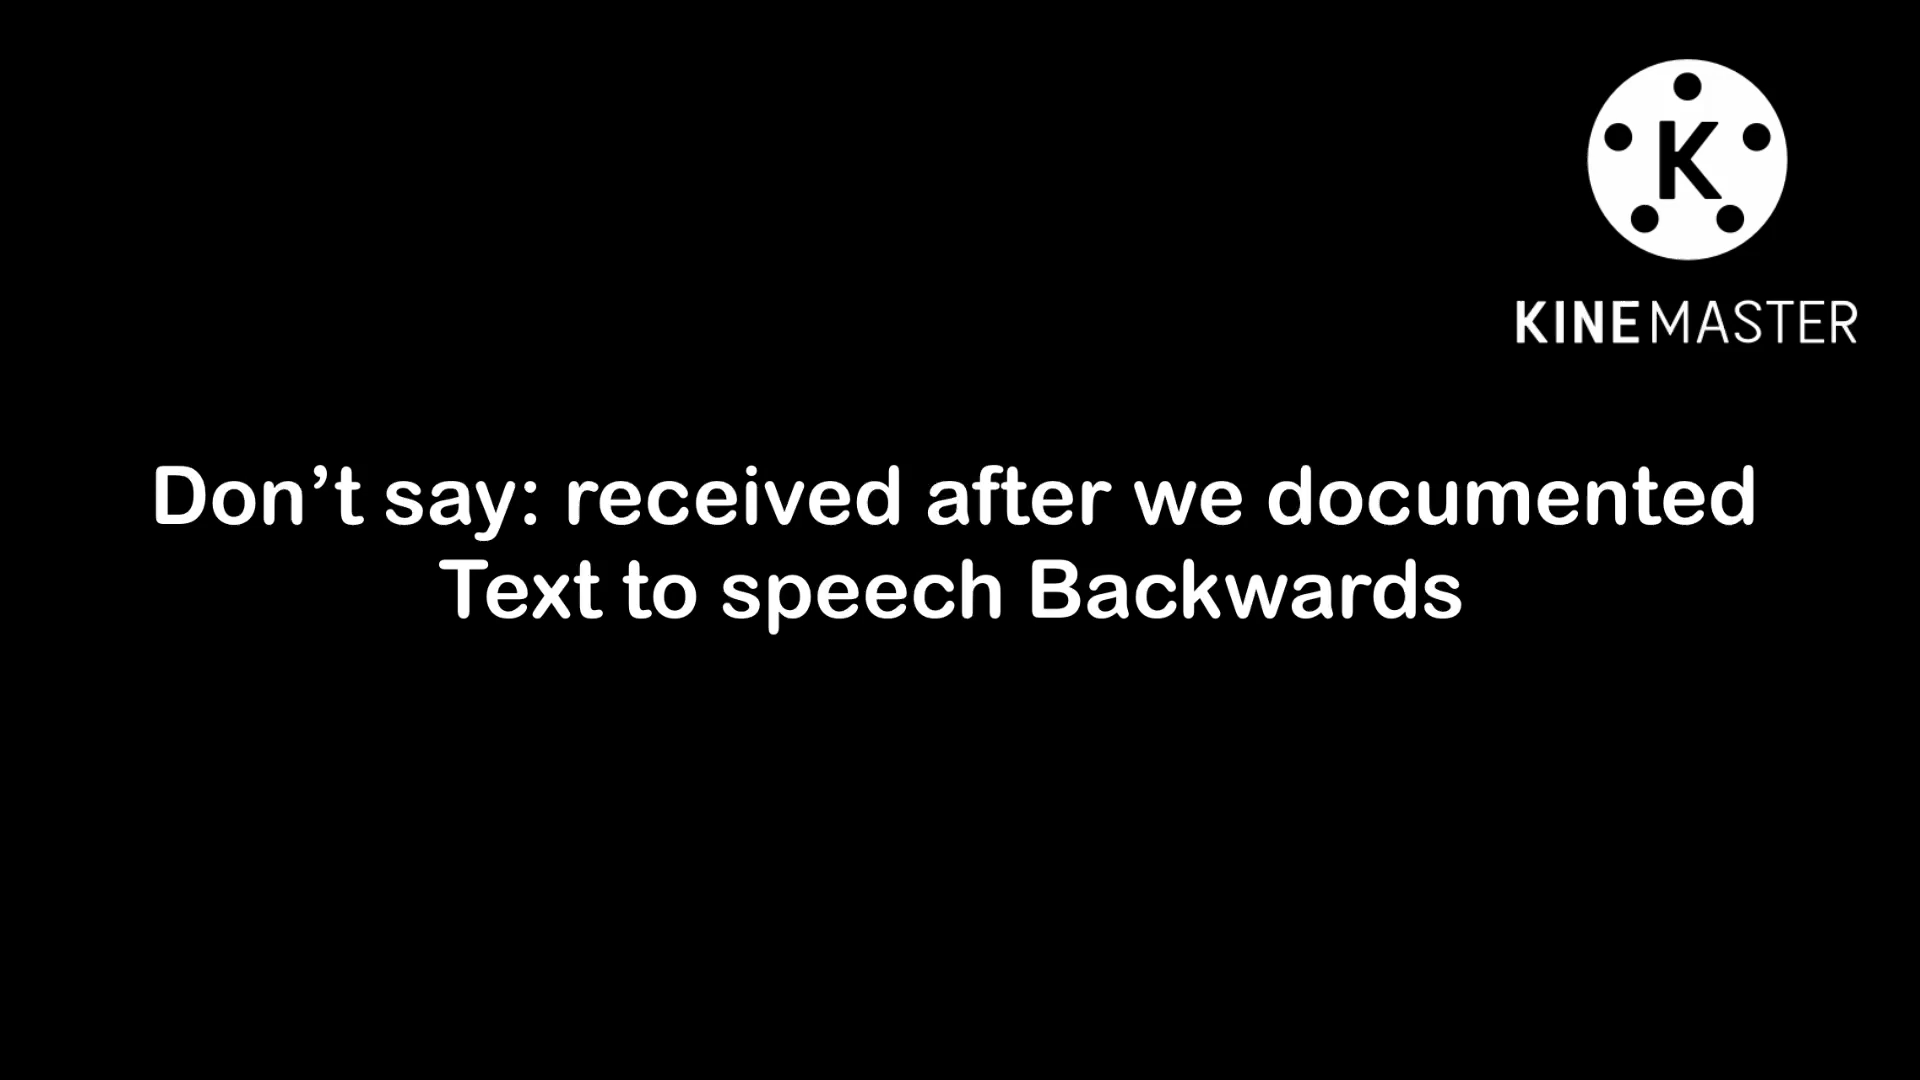 K
KINEMASTER
Don’t say: received after we documented
Text to speech Backwards